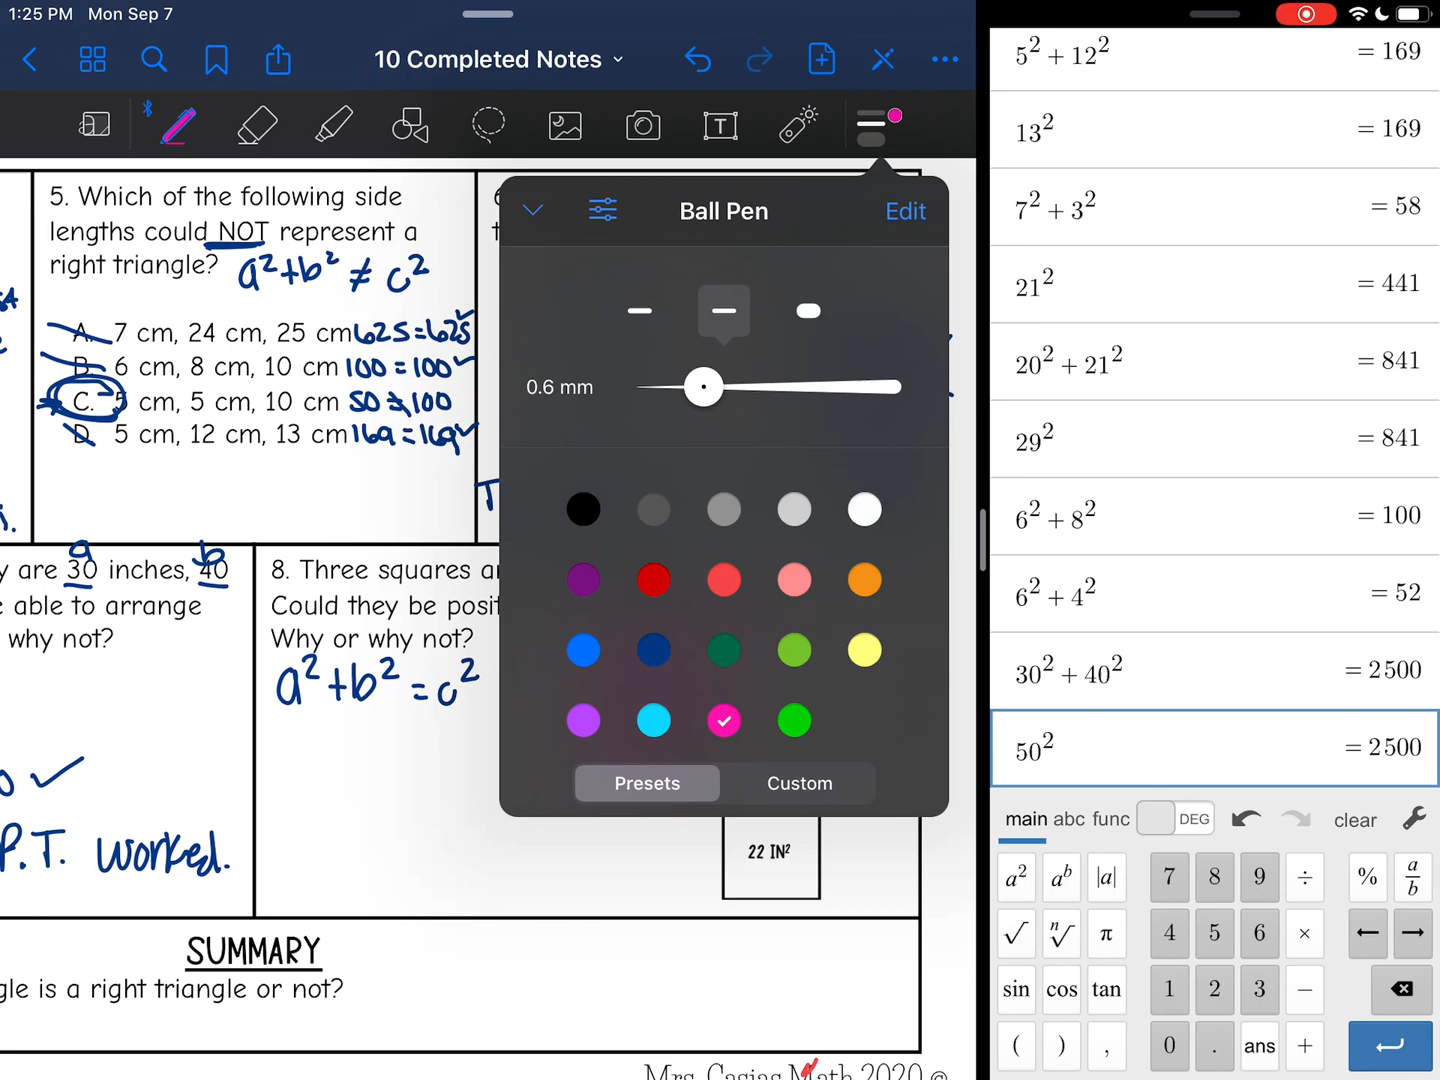 1:25 PM Mon Sep 7
10 Completed Notes
5. Which of the following side
lengths could NOT represent a
right triangle? a²+b² ≠ c²
A. 7 cm, 24 cm, 25 cm 625=625 ✓
B. 6 cm, 8 cm, 10 cm 100=100 ✓
C. 5 cm, 5 cm, 10 cm 50≠100
D. 5 cm, 12 cm, 13 cm 169=169 ✓
a b
y are 30 inches, 40
able to arrange
why not?
✓
P.T. worked.
8. Three squares
Could they be
Why or why not?
a²+b²=c²
22 IN²
SUMMARY
gle is a right triangle or not?
Mrs. Casias Math 2020 ©
Ball Pen
Edit
0.6 mm
Presets
Custom
5² + 12² = 169
13² = 169
7² + 3² = 58
21² = 441
20² + 21² = 841
29² = 841
6² + 8² = 100
6² + 4² = 52
30² + 40² = 2500
50² = 2500
main abc func DEG clear
a² aᵇ |a| 7 8 9 ÷ % a/b
√ ⁿ√ π 4 5 6 × ← →
sin cos tan 1 2 3 −
( ) , 0 . ans +